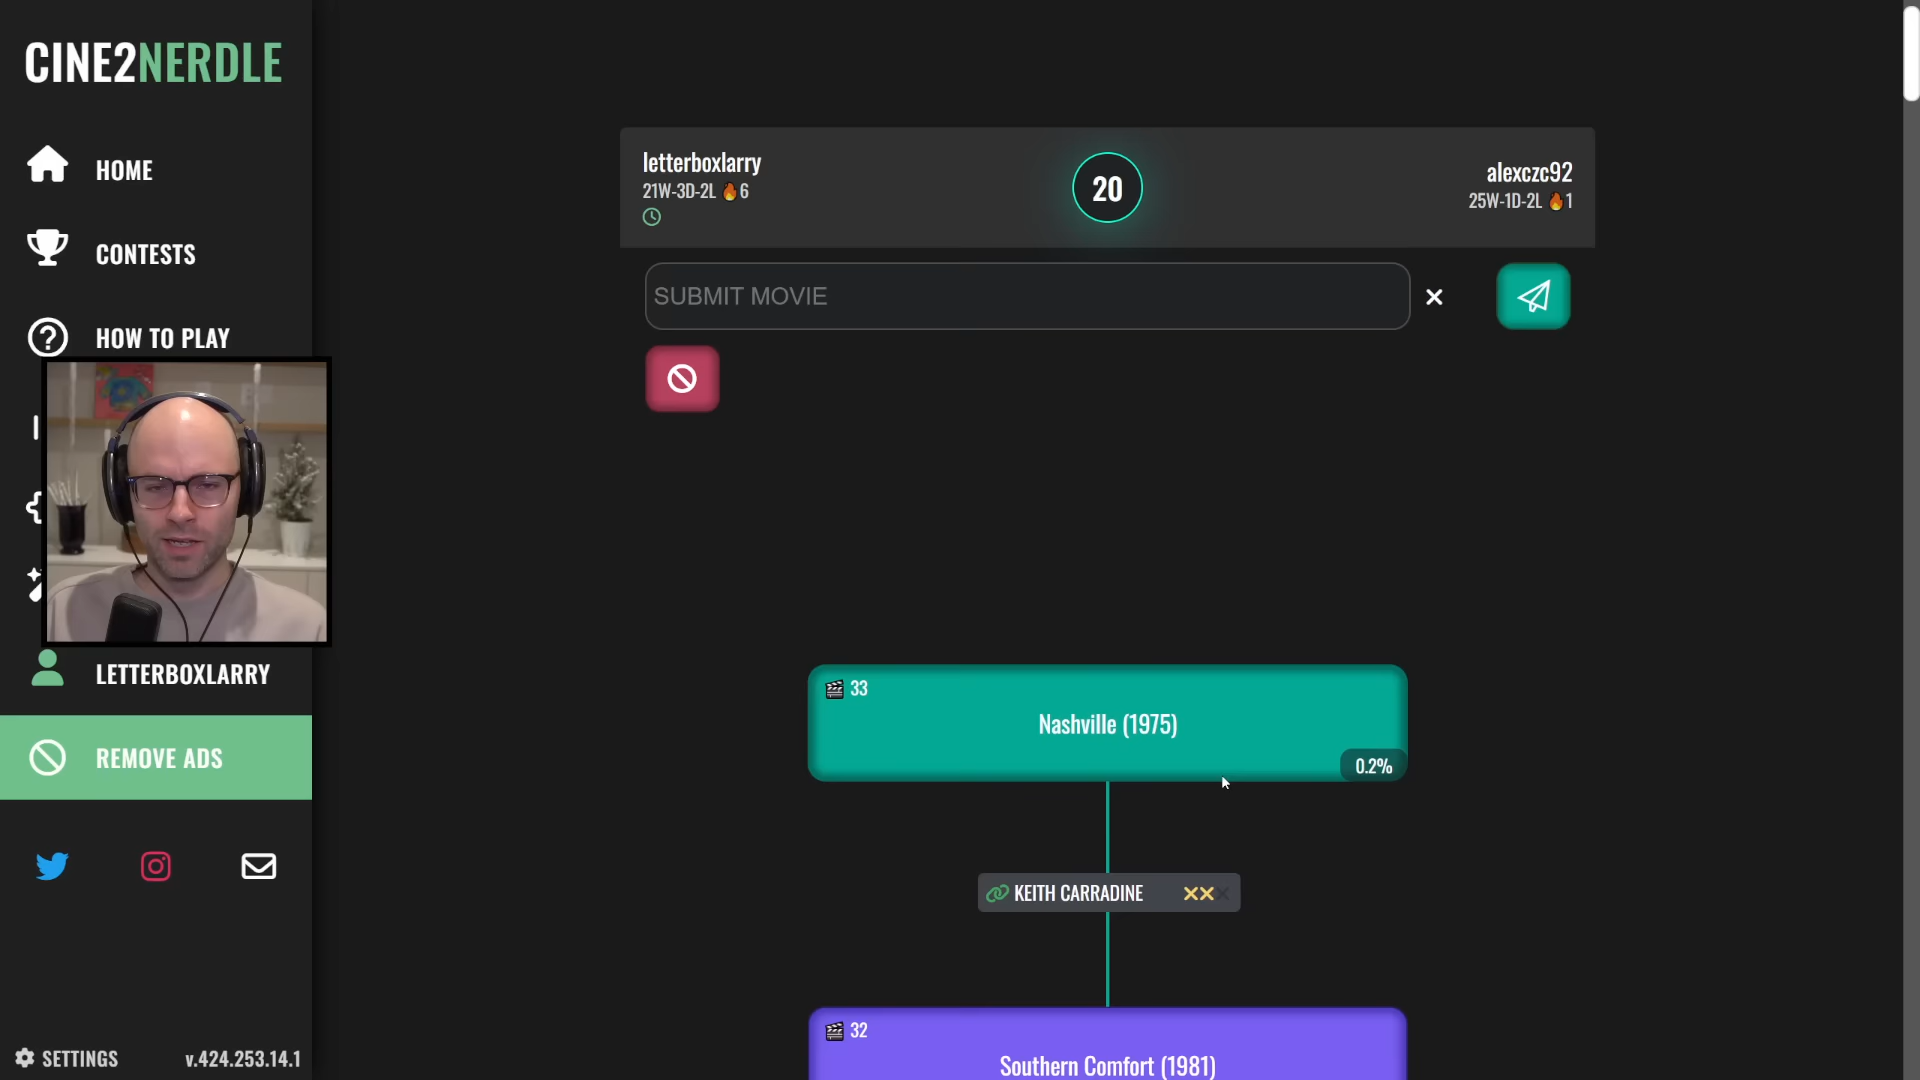 CINE2NERDLE
HOME
CONTESTS
HOW TO PLAY
LETTERBOXLARRY
REMOVE ADS
SETTINGS
v.424.253.14.1
letterboxlarry
21W-3D-2L 🔥6
20
alexczc92
25W-1D-2L 🔥1
SUBMIT MOVIE
33
Nashville (1975)
0.2%
KEITH CARRADINE
32
Southern Comfort (1981)